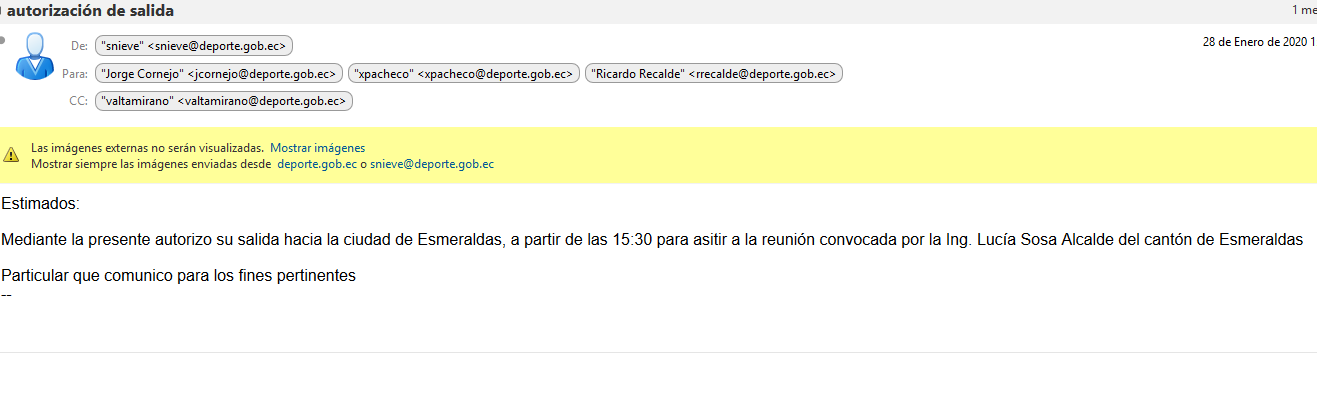 autorización de salida
1 me
De: "snieve" <snieve@deporte.gob.ec>
28 de Enero de 2020 1
Para: "Jorge Cornejo" <jcornejo@deporte.gob.ec> "xpacheco" <xpacheco@deporte.gob.ec> "Ricardo Recalde" <rrecalde@deporte.gob.ec>
CC: "valtamirano" <valtamirano@deporte.gob.ec>
Las imágenes externas no serán visualizadas. Mostrar imágenes
Mostrar siempre las imágenes enviadas desde deporte.gob.ec o snieve@deporte.gob.ec
Estimados:
Mediante la presente autorizo su salida hacia la ciudad de Esmeraldas, a partir de las 15:30 para asitir a la reunión convocada por la Ing. Lucía Sosa Alcalde del cantón de Esmeraldas
Particular que comunico para los fines pertinentes
--